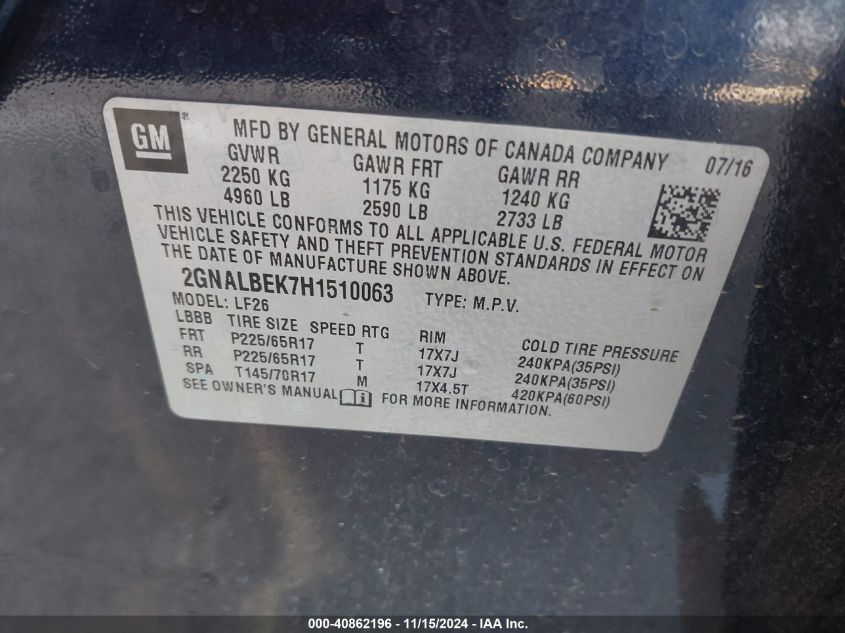 GM ® MFD BY GENERAL MOTORS OF CANADA COMPANY 07/16
GVWR GAWR FRT GAWR RR
2250 KG 1175 KG 1240 KG
4960 LB 2590 LB 2733 LB
THIS VEHICLE CONFORMS TO ALL APPLICABLE U.S. FEDERAL MOTOR
VEHICLE SAFETY AND THEFT PREVENTION STANDARDS IN EFFECT ON
THE DATE OF MANUFACTURE SHOWN ABOVE.
2GNALBEK7H1510063 TYPE: M.P.V.
MODEL: LF26
LBBB TIRE SIZE SPEED RTG RIM COLD TIRE PRESSURE
FRT P225/65R17 T 17X7J 240KPA(35PSI)
RR P225/65R17 T 17X7J 240KPA(35PSI)
SPA T145/70R17 M 17X4.5T 420KPA(60PSI)
SEE OWNER'S MANUAL FOR MORE INFORMATION.
000-40862196 - 11/15/2024 - IAA Inc.